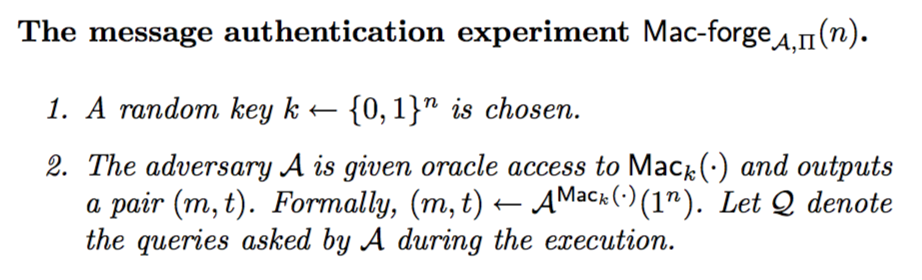 The message authentication experiment Mac-forge_{𝒜,Π}(n).
1. A random key k ← {0,1}^n is chosen.
2. The adversary 𝒜 is given oracle access to Mac_k(·) and outputs
a pair (m, t). Formally, (m, t) ← 𝒜^{Mac_k(·)}(1^n). Let 𝒬 denote
the queries asked by 𝒜 during the execution.